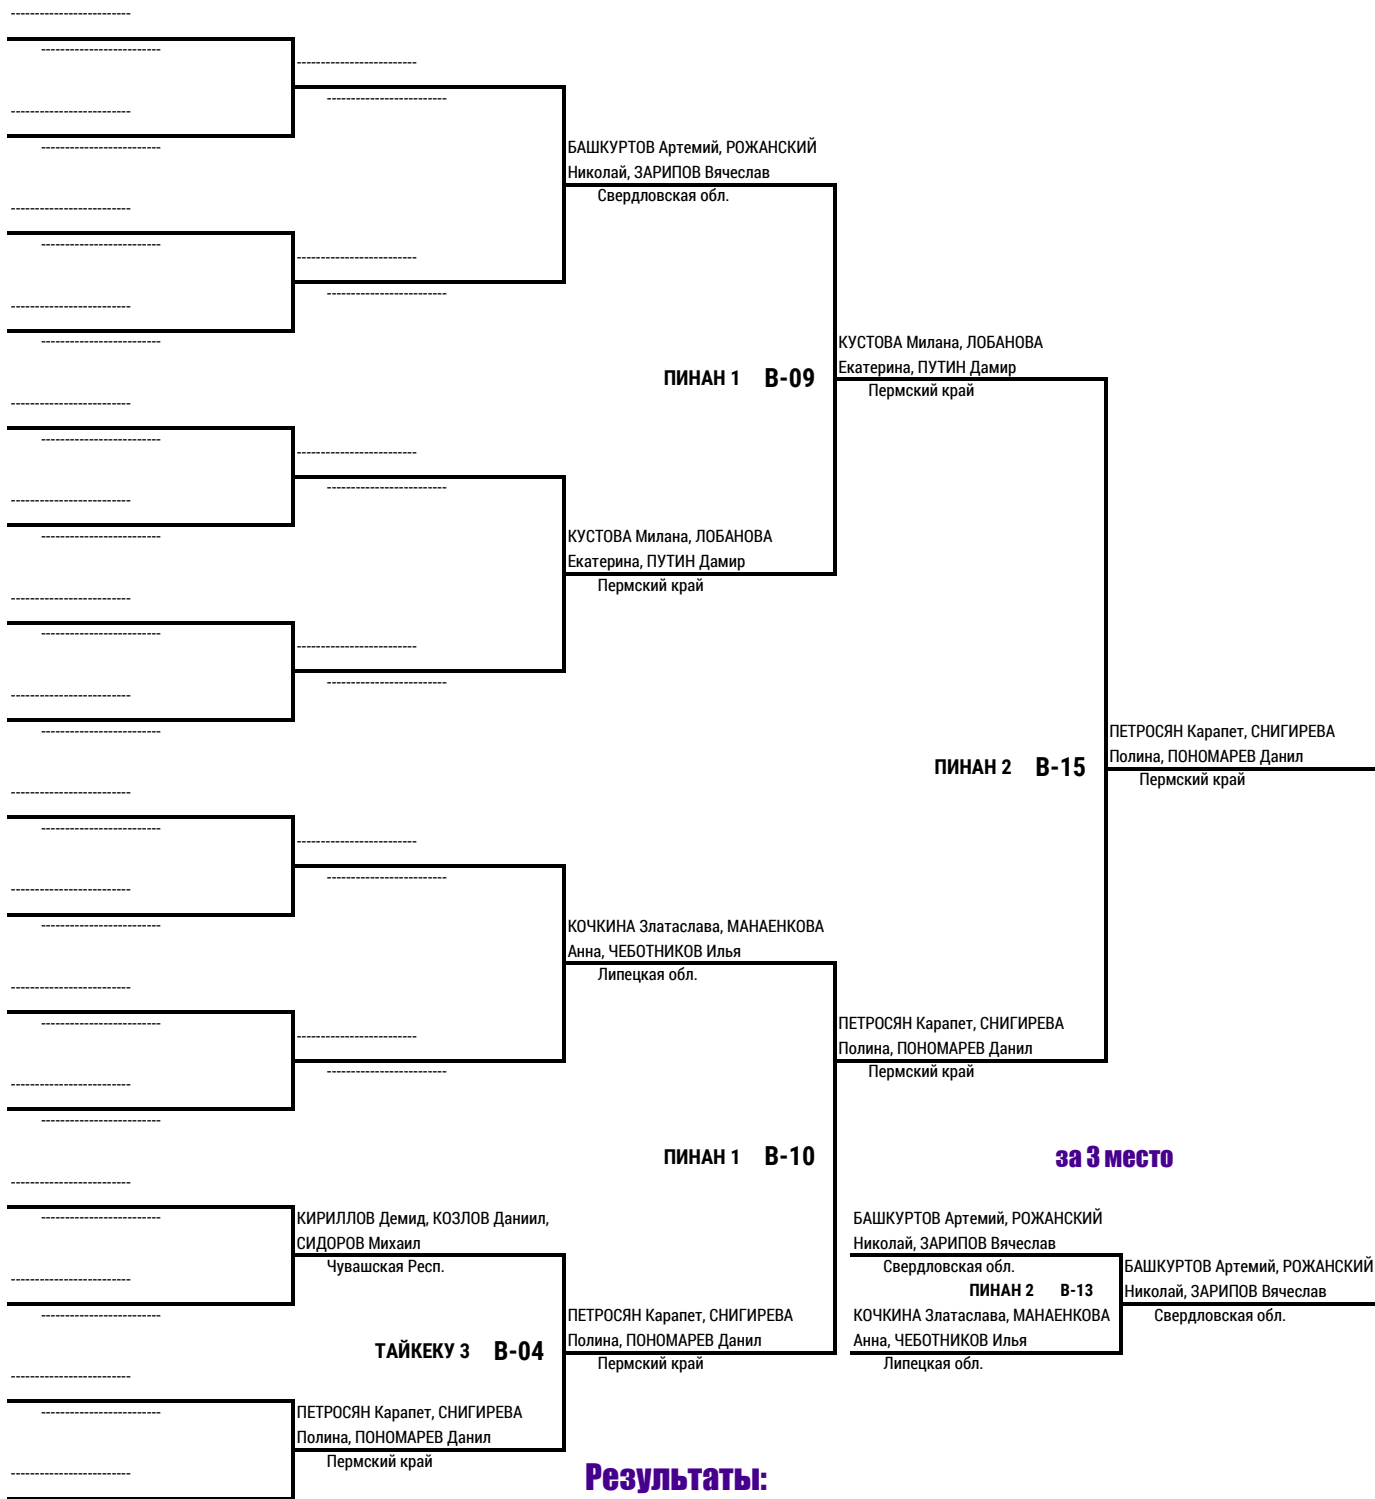 -------------------------
-------------------------
-------------------------
-------------------------
-------------------------
-------------------------
БАШКУРТОВ Артемий, РОЖАНСКИЙ
Николай, ЗАРИПОВ Вячеслав
Свердловская обл.
-------------------------
-------------------------
-------------------------
-------------------------
-------------------------
-------------------------
КУСТОВА Милана, ЛОБАНОВА
Екатерина, ПУТИН Дамир
Пермский край
ПИНАН 1 B-09
-------------------------
-------------------------
-------------------------
-------------------------
-------------------------
-------------------------
КУСТОВА Милана, ЛОБАНОВА
Екатерина, ПУТИН Дамир
Пермский край
-------------------------
-------------------------
-------------------------
-------------------------
-------------------------
-------------------------
ПЕТРОСЯН Карапет, СНИГИРЕВА
Полина, ПОНОМАРЕВ Данил
Пермский край
ПИНАН 2 B-15
-------------------------
-------------------------
-------------------------
-------------------------
-------------------------
-------------------------
КОЧКИНА Златаслава, МАНАЕНКОВА
Анна, ЧЕБОТНИКОВ Илья
Липецкая обл.
-------------------------
-------------------------
-------------------------
-------------------------
-------------------------
-------------------------
ПЕТРОСЯН Карапет, СНИГИРЕВА
Полина, ПОНОМАРЕВ Данил
Пермский край
ПИНАН 1 B-10
за 3 место
-------------------------
-------------------------
КИРИЛЛОВ Демид, КОЗЛОВ Даниил,
СИДОРОВ Михаил
Чувашская Респ.
-------------------------
-------------------------
БАШКУРТОВ Артемий, РОЖАНСКИЙ
Николай, ЗАРИПОВ Вячеслав
Свердловская обл.
ПИНАН 2 B-13
БАШКУРТОВ Артемий, РОЖАНСКИЙ
Николай, ЗАРИПОВ Вячеслав
Свердловская обл.
КОЧКИНА Златаслава, МАНАЕНКОВА
Анна, ЧЕБОТНИКОВ Илья
Липецкая обл.
ПЕТРОСЯН Карапет, СНИГИРЕВА
Полина, ПОНОМАРЕВ Данил
Пермский край
ТАЙКЕКУ 3 B-04
-------------------------
-------------------------
ПЕТРОСЯН Карапет, СНИГИРЕВА
Полина, ПОНОМАРЕВ Данил
Пермский край
-------------------------
Результаты: